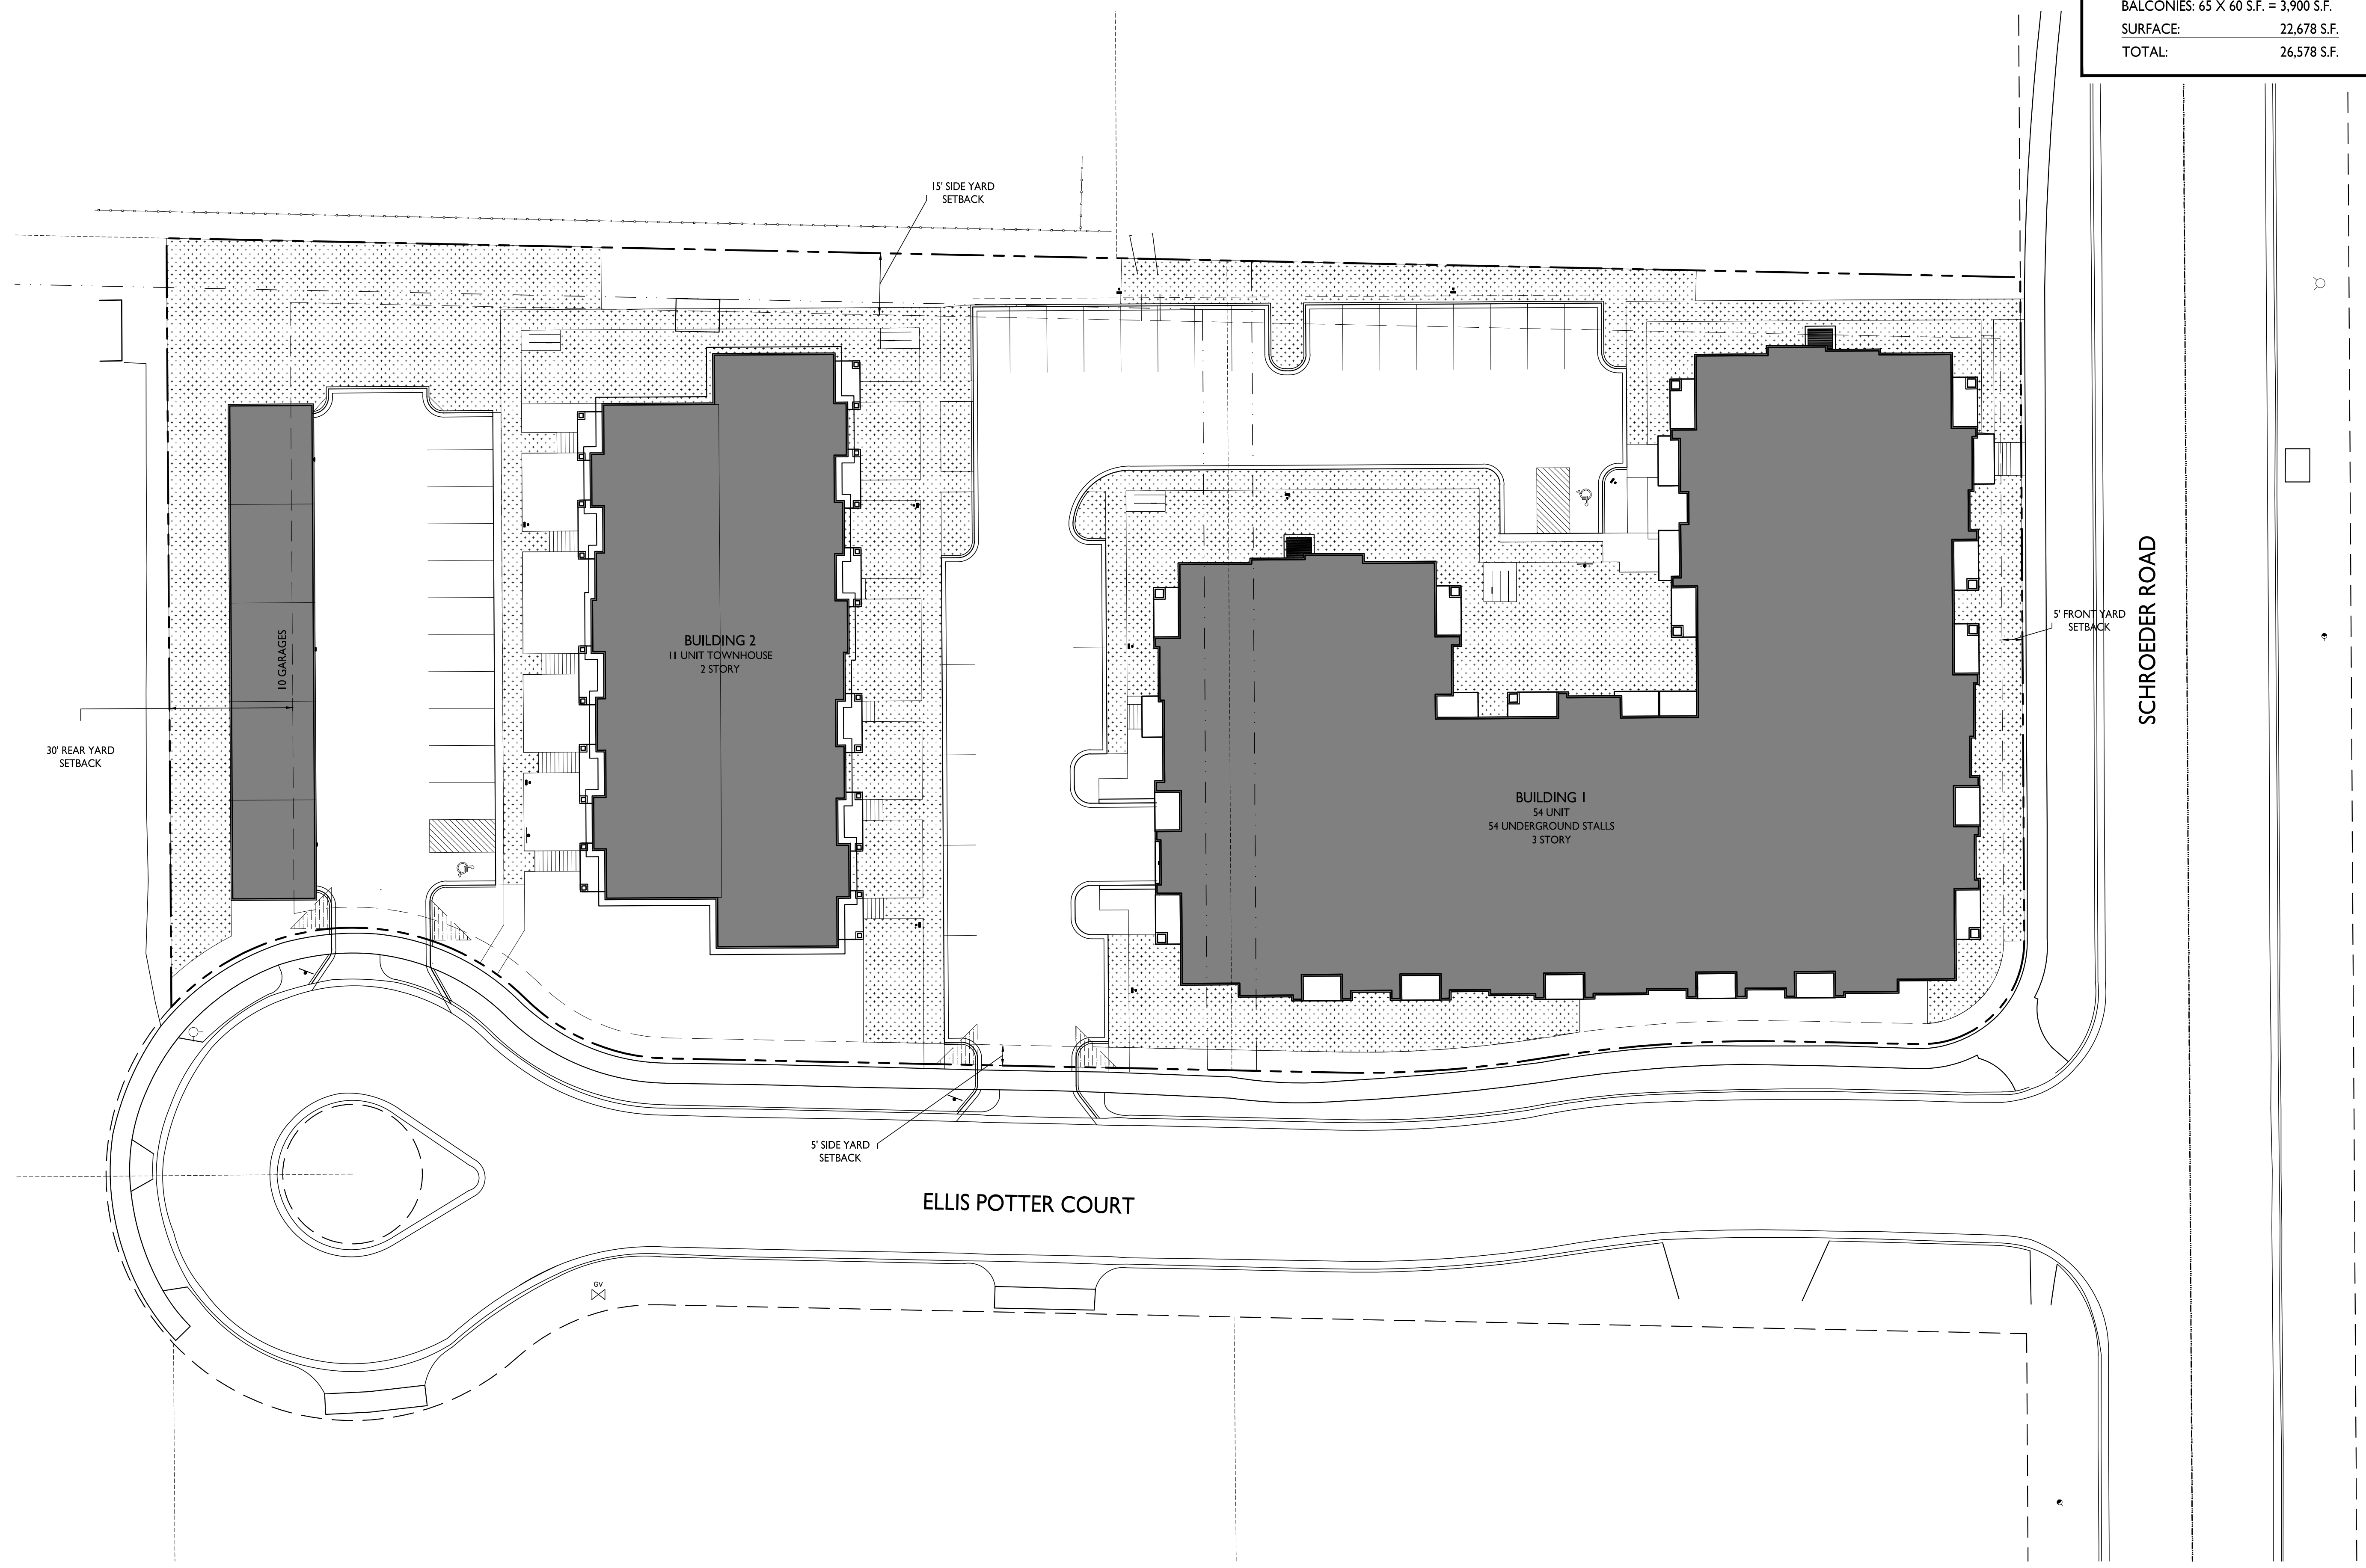 BALCONIES: 65 X 60 S.F. = 3,900 S.F.
SURFACE: 22,678 S.F.
TOTAL: 26,578 S.F.
15' SIDE YARD
SETBACK
SCHROEDER ROAD
5' FRONT YARD
SETBACK
10 GARAGES
BUILDING 2
11 UNIT TOWNHOUSE
2 STORY
30' REAR YARD
SETBACK
BUILDING 1
54 UNIT
54 UNDERGROUND STALLS
3 STORY
5' SIDE YARD
SETBACK
ELLIS POTTER COURT
GV